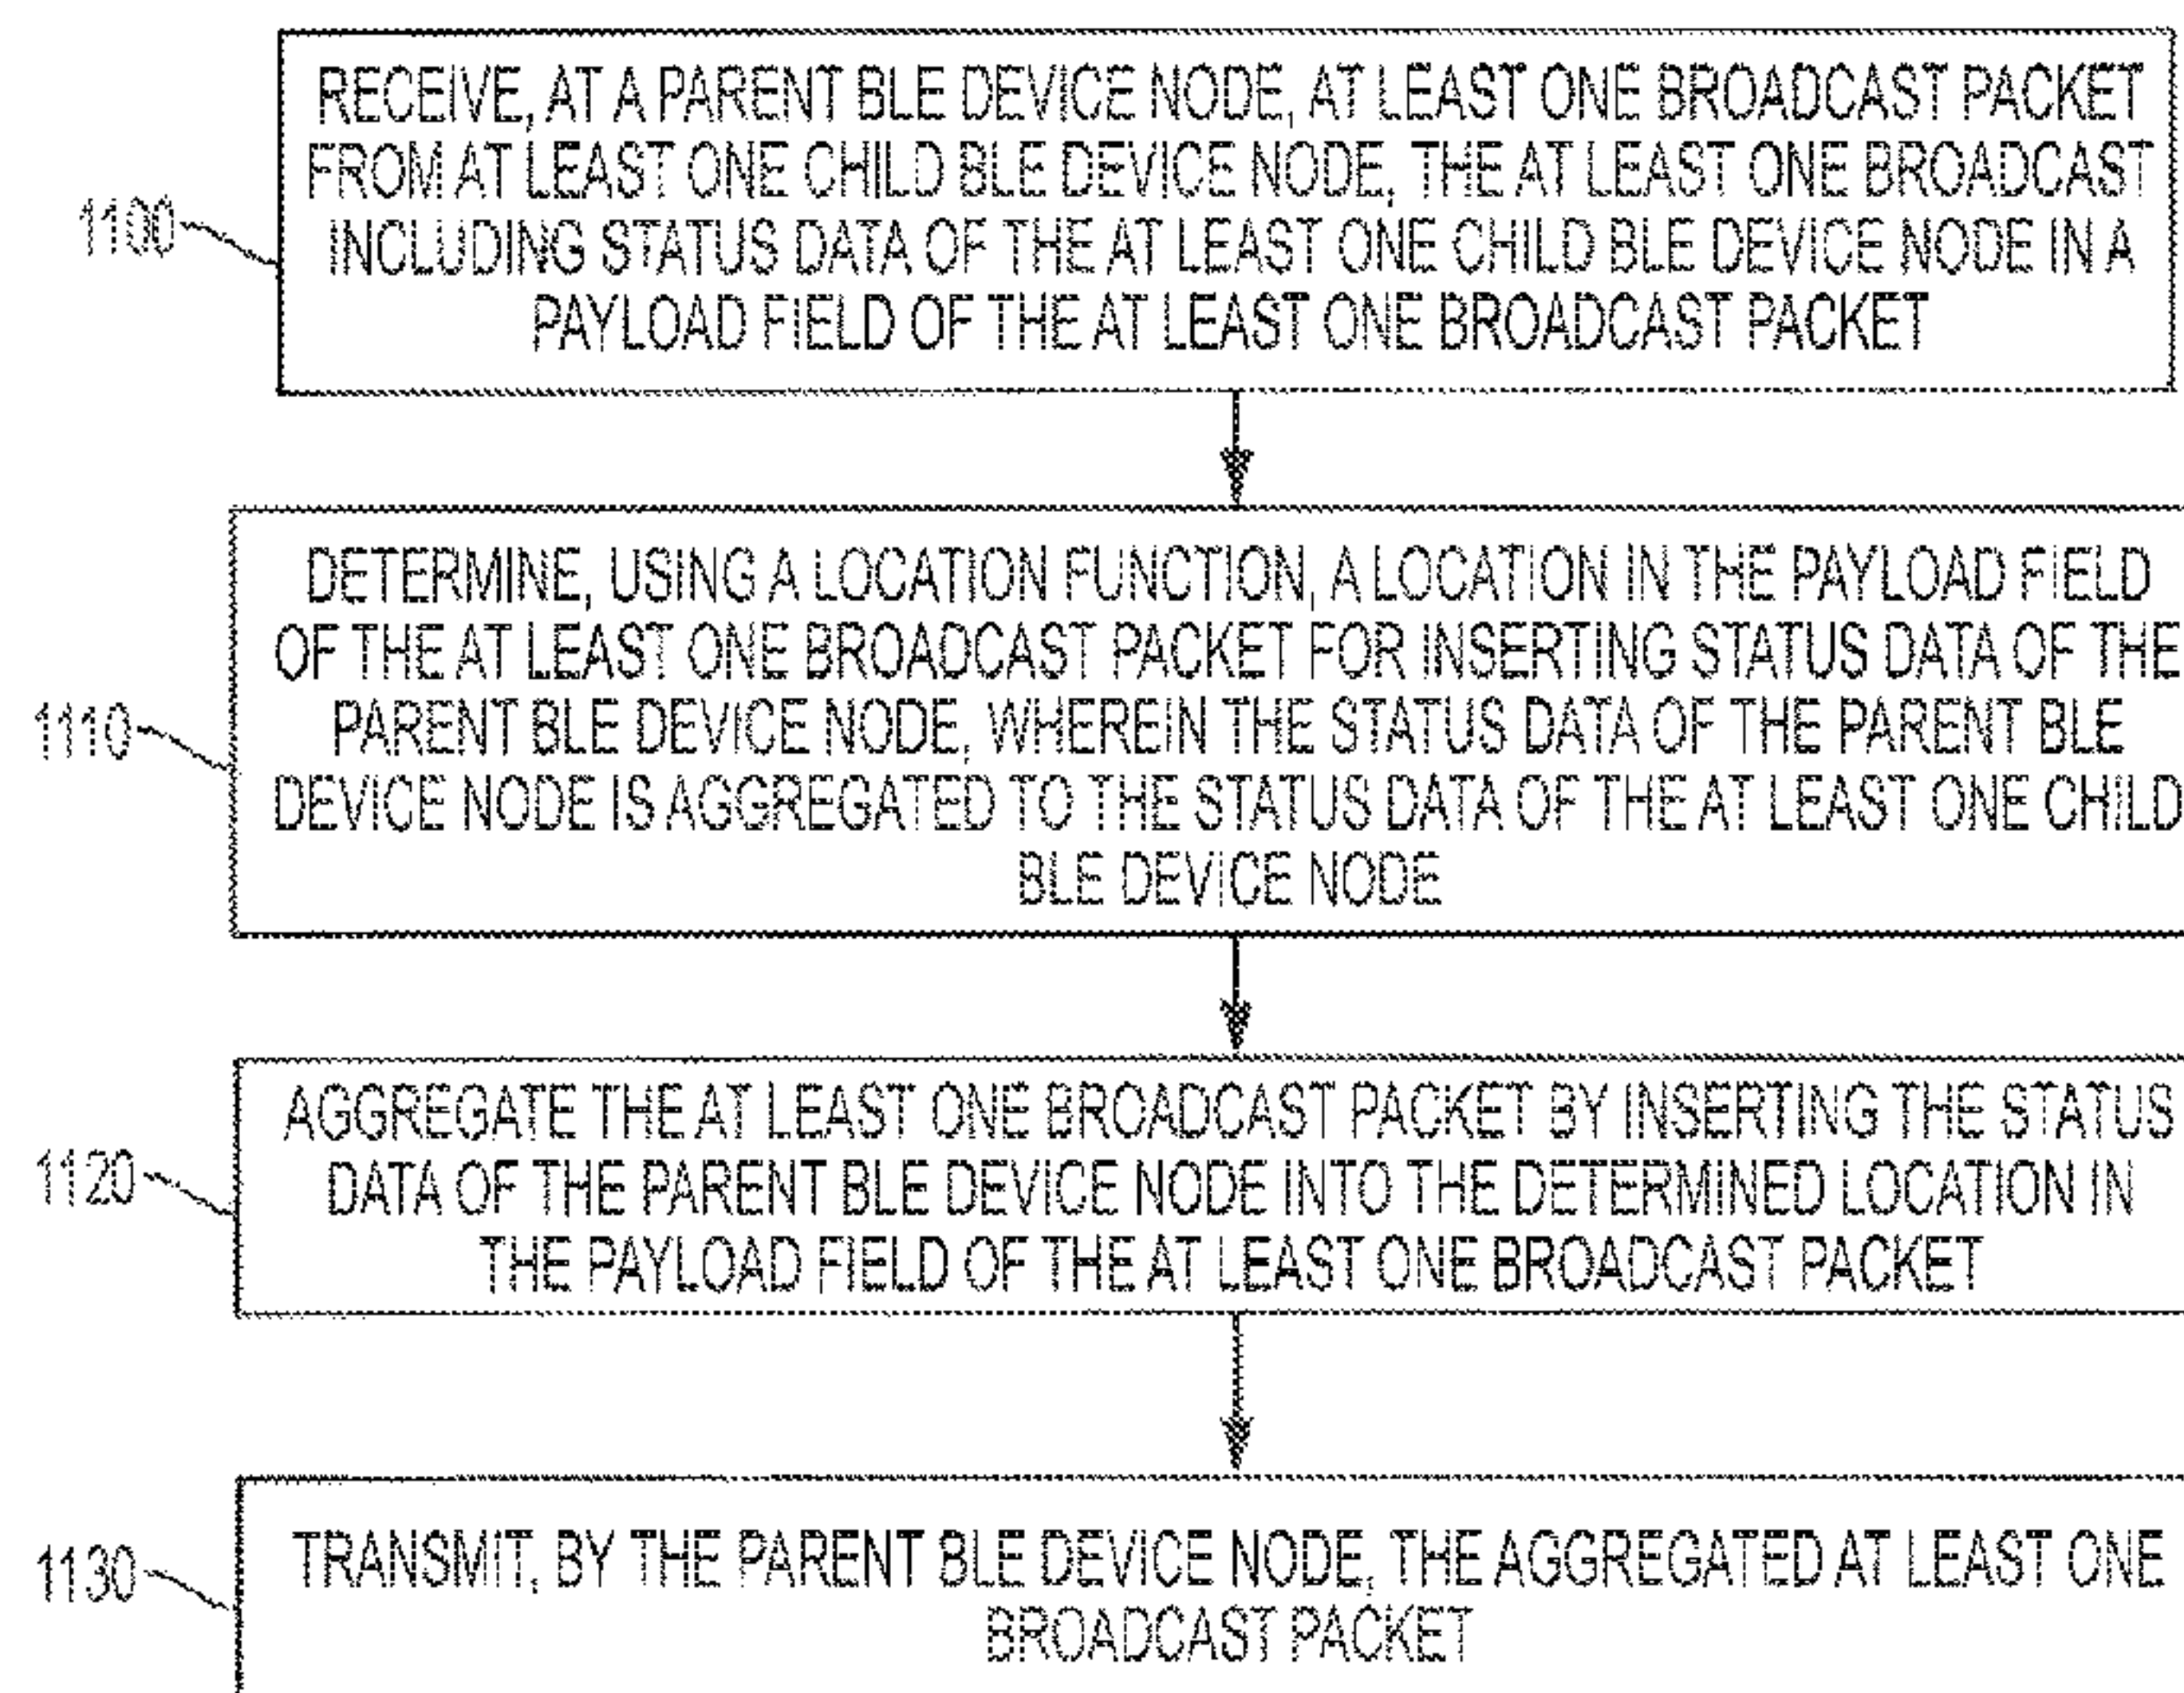 RECEIVE, AT A PARENT BLE DEVICE NODE, AT LEAST ONE BROADCAST PACKET
FROM AT LEAST ONE CHILD BLE DEVICE NODE, THE AT LEAST ONE BROADCAST
1100
INCLUDING STATUS DATA OF THE AT LEAST ONE CHILD BLE DEVICE NODE IN A
PAYLOAD FIELD OF THE AT LEAST ONE BROADCAST PACKET
DETERMINE, USING A LOCATION FUNCTION, A LOCATION IN THE PAYLOAD FIELD
OF THE AT LEAST ONE BROADCAST PACKET FOR INSERTING STATUS DATA OF THE
1110
PARENT BLE DEVICE NODE, WHEREIN THE STATUS DATA OF THE PARENT BLE
DEVICE NODE IS AGGREGATED TO THE STATUS DATA OF THE AT LEAST ONE CHILD
BLE DEVICE NODE
AGGREGATE THE AT LEAST ONE BROADCAST PACKET BY INSERTING THE STATUS
1120
DATA OF THE PARENT BLE DEVICE NODE INTO THE DETERMINED LOCATION IN
THE PAYLOAD FIELD OF THE AT LEAST ONE BROADCAST PACKET
1130
TRANSMIT, BY THE PARENT BLE DEVICE NODE, THE AGGREGATED AT LEAST ONE
BROADCAST PACKET